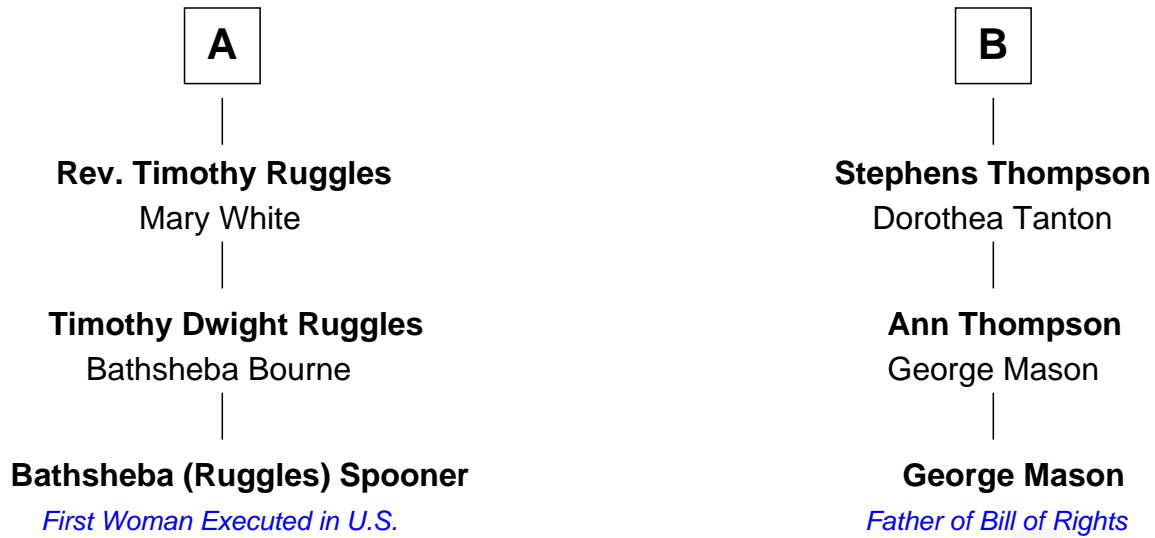 A
Rev. Timothy Ruggles
Mary White
Timothy Dwight Ruggles
Bathsheba Bourne
Bathsheba (Ruggles) Spooner
First Woman Executed in U.S.
B
Stephens Thompson
Dorothea Tanton
Ann Thompson
George Mason
George Mason
Father of Bill of Rights